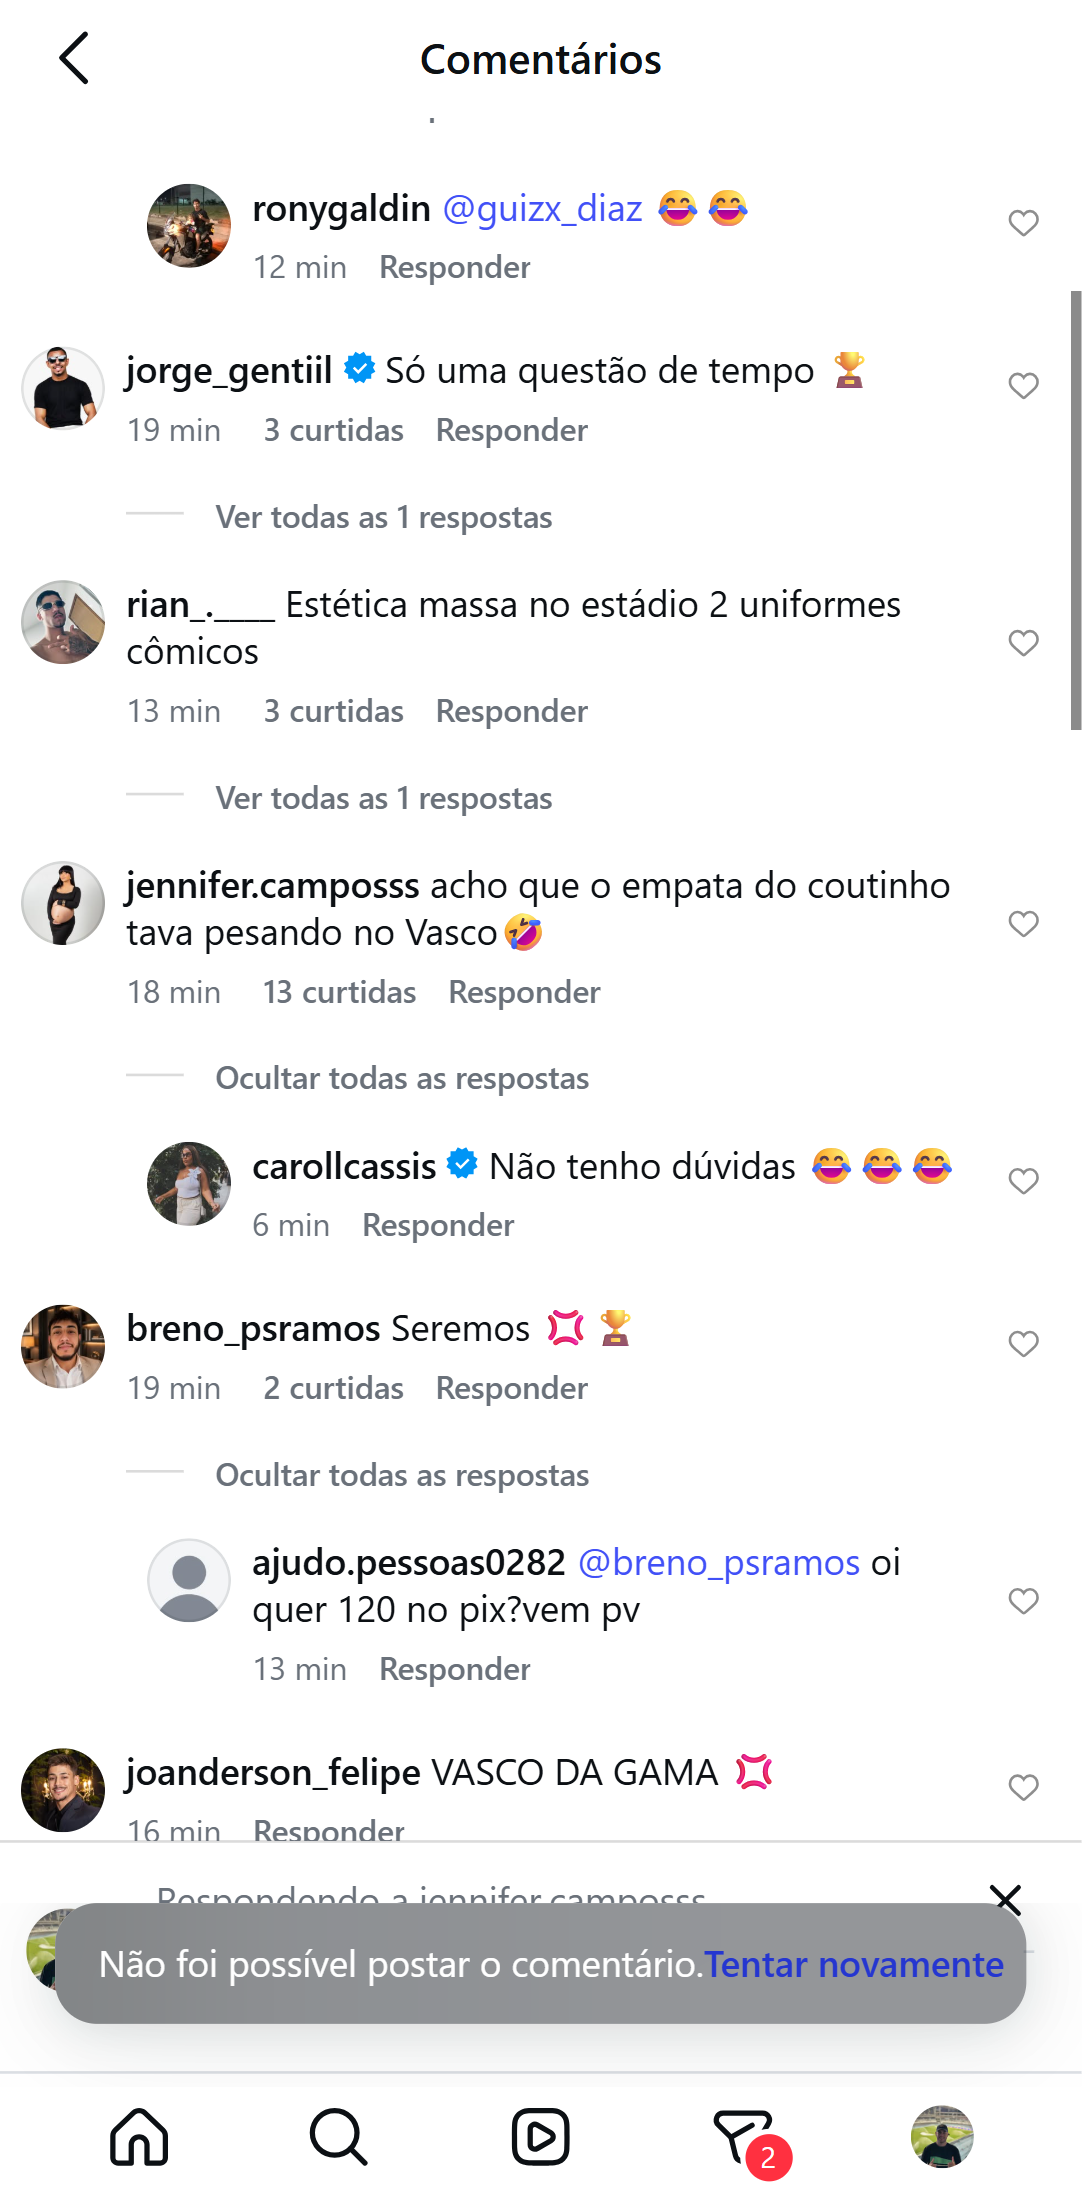 Comentários
ronygaldin @guizx_diaz 😂😂
12 min Responder
jorge_gentiil Só uma questão de tempo 🏆
19 min 3 curtidas Responder
Ver todas as 1 respostas
rian_.____ Estética massa no estádio 2 uniformes
cômicos
13 min 3 curtidas Responder
Ver todas as 1 respostas
jennifer.camposss acho que o empata do coutinho
tava pesando no Vasco🤣
18 min 13 curtidas Responder
Ocultar todas as respostas
carollcassis Não tenho dúvidas 😂😂😂
6 min Responder
breno_psramos Seremos 💢🏆
19 min 2 curtidas Responder
Ocultar todas as respostas
ajudo.pessoas0282 @breno_psramos oi
quer 120 no pix?vem pv
13 min Responder
joanderson_felipe VASCO DA GAMA 💢
16 min Responder
Respondendo a jennifer.camposss
Não foi possível postar o comentário.Tentar novamente
2